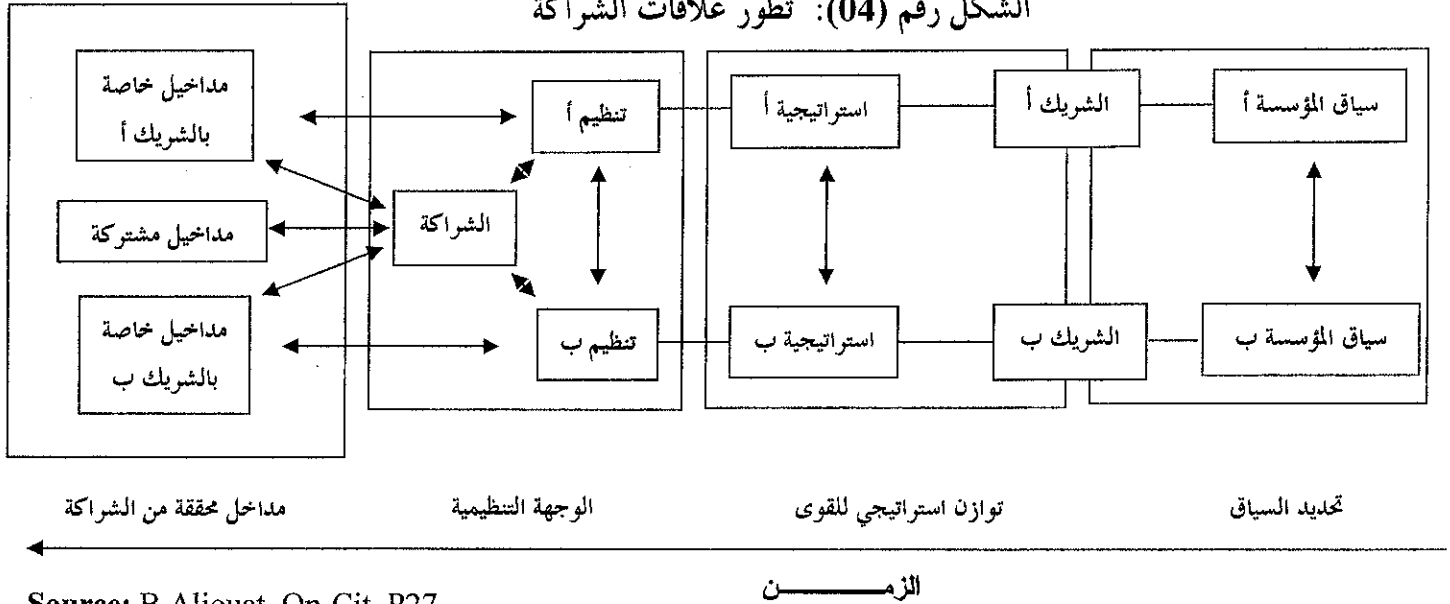 الشكل رقم (04): تطور علاقات الشراكة
سياق المؤسسة أ
الشريك أ
استراتيجية أ
تنظيم أ
مداخيل خاصة
بالشريك أ
الشراكة
مداخيل مشتركة
سياق المؤسسة ب
الشريك ب
استراتيجية ب
تنظيم ب
مداخيل خاصة
بالشريك ب
تحديد السياق
توازن استراتيجي للقوى
الوجهة التنظيمية
مداخل محققة من الشراكة
الزمـــــــن
Source: B.Aliouat, Op-Cit, P27